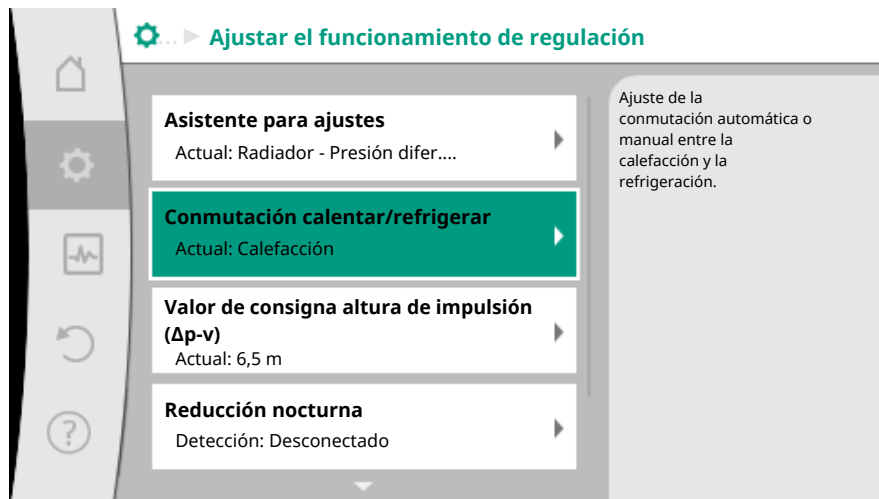 ... Ajustar el funcionamiento de regulación
Asistente para ajustes
Actual: Radiador - Presión difer....
Conmutación calentar/refrigerar
Actual: Calefacción
Valor de consigna altura de impulsión
(Δp-v)
Actual: 6,5 m
Reducción nocturna
Detección: Desconectado
Ajuste de la
conmutación automática o
manual entre la
calefacción y la
refrigeración.
?